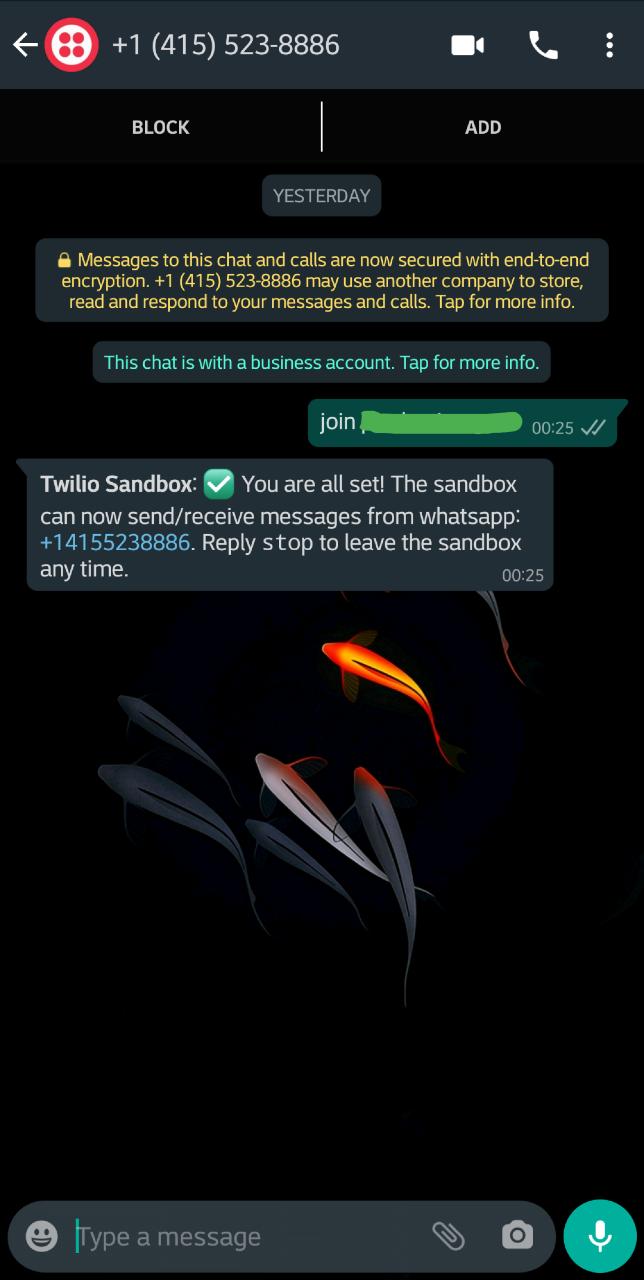 +1 (415) 523-8886
BLOCK
ADD
YESTERDAY
Messages to this chat and calls are now secured with end-to-end
encryption. +1 (415) 523-8886 may use another company to store,
read and respond to your messages and calls. Tap for more info.
This chat is with a business account. Tap for more info.
join
00:25
Twilio Sandbox: ✅ You are all set! The sandbox
can now send/receive messages from whatsapp:
+14155238886. Reply stop to leave the sandbox
any time.
00:25
Type a message